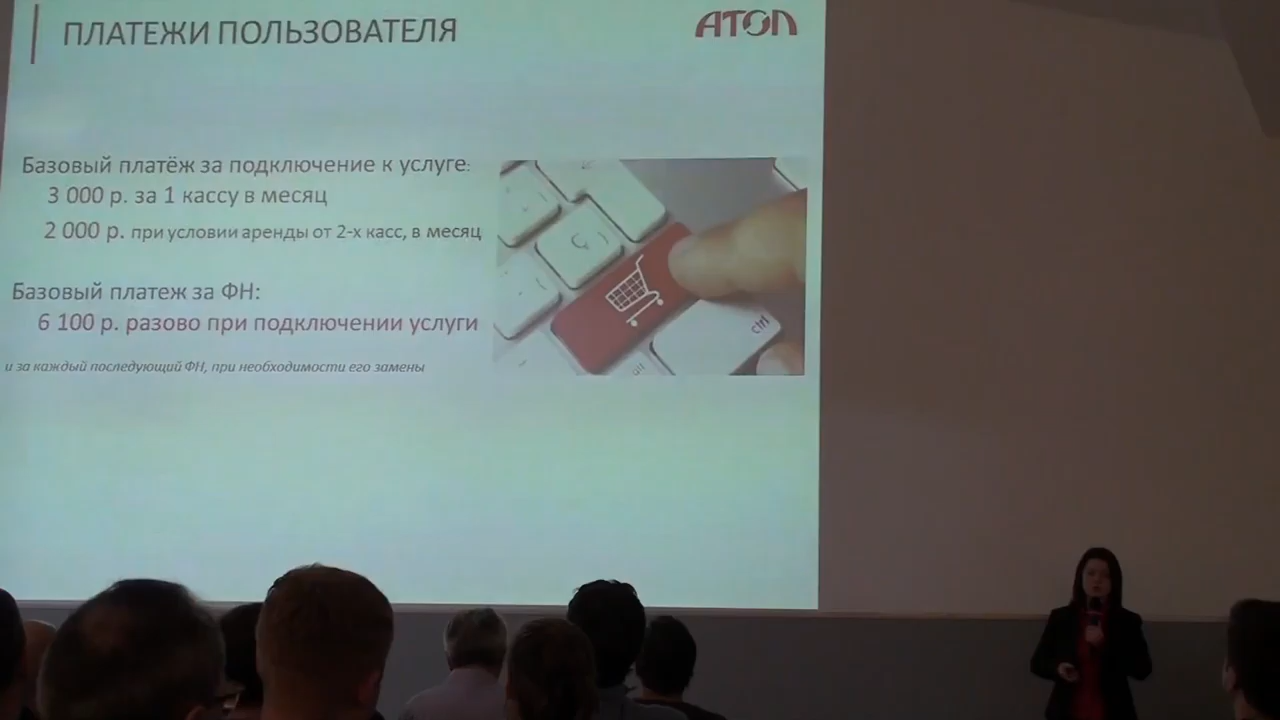 ПЛАТЕЖИ ПОЛЬЗОВАТЕЛЯ
АТОЛ
Базовый платёж за подключение к услуге:
3 000 р. за 1 кассу в месяц
2 000 р. при условии аренды от 2-х касс, в месяц
Базовый платеж за ФН:
6 100 р. разово при подключении услуги
и за каждый последующий ФН, при необходимости его замены
ctrl